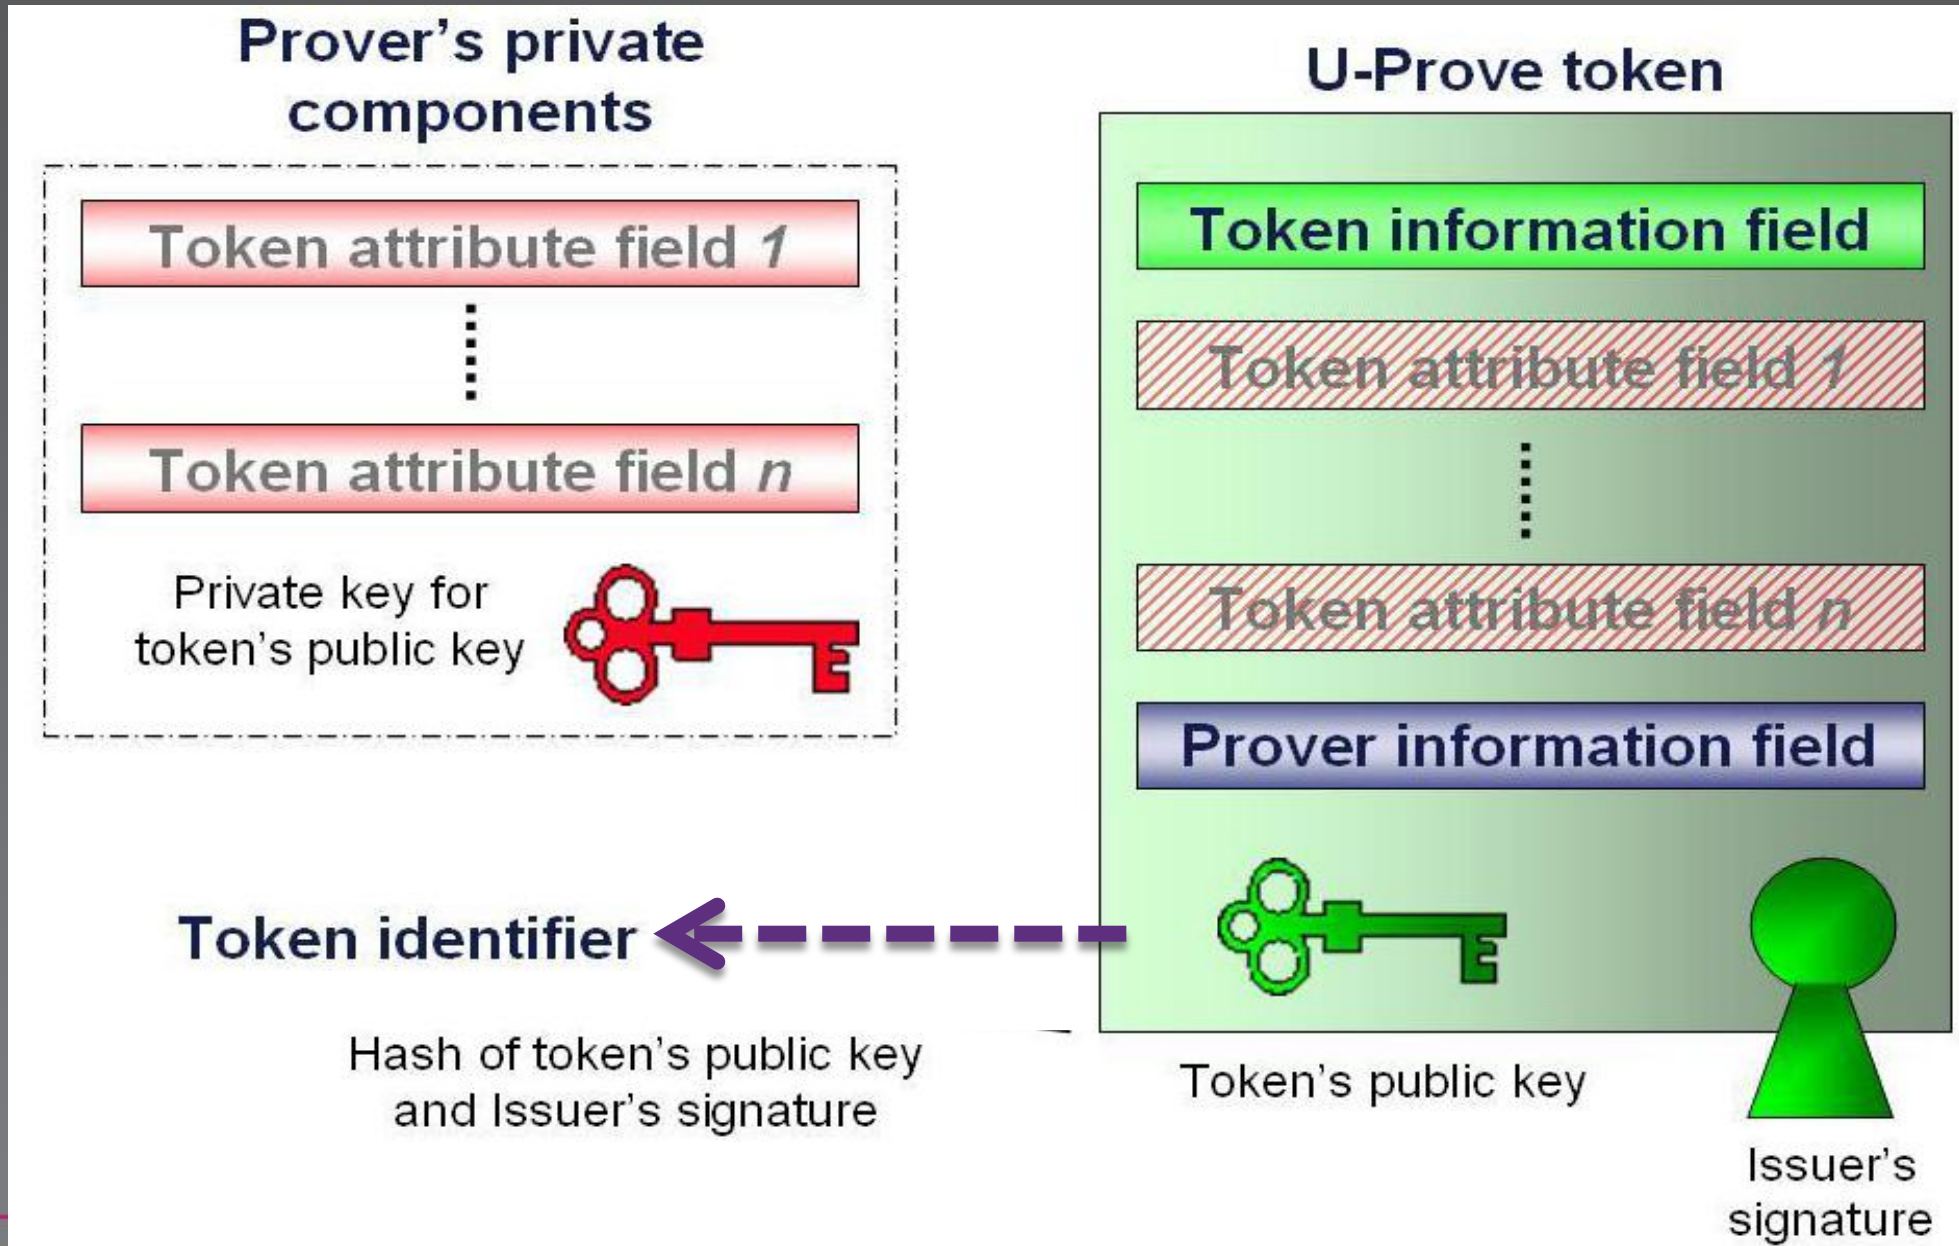 Prover's private
components
Token attribute field 1
Token attribute field n
Private key for
token's public key
Token identifier
Hash of token's public key
and Issuer's signature
U-Prove token
Token information field
Token attribute field 1
Token attribute field n
Prover information field
Token's public key
Issuer's
signature